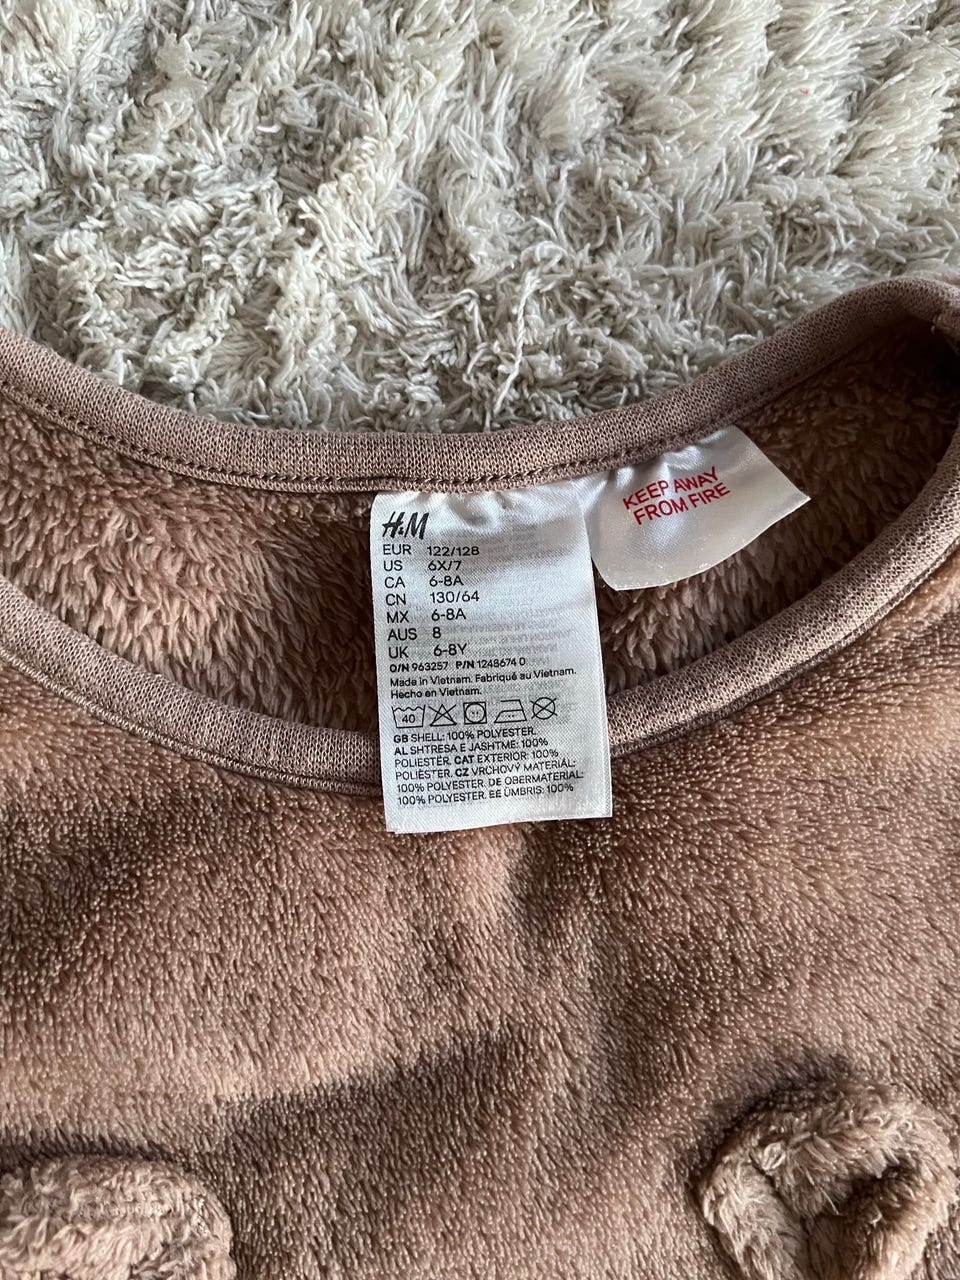 H&M
EUR 122/128
US 6X/7
CA 6-8A
CN 130/64
MX 6-8A
AUS 8
UK 6-8Y
O/N 963257 P/N 1248674 0
Made in Vietnam. Fabriqué au Vietnam.
Hecho en Vietnam.
40
GB SHELL: 100% POLYESTER.
AL SHTRESA E JASHTME: 100%
POLIESTËR. CAT EXTERIOR: 100%
POLIÈSTER. CZ VRCHOVÝ MATERIÁL:
100% POLYESTER. DE OBERMATERIAL:
100% POLYESTER. EE ÜMBRIS: 100%
KEEP AWAY
FROM FIRE